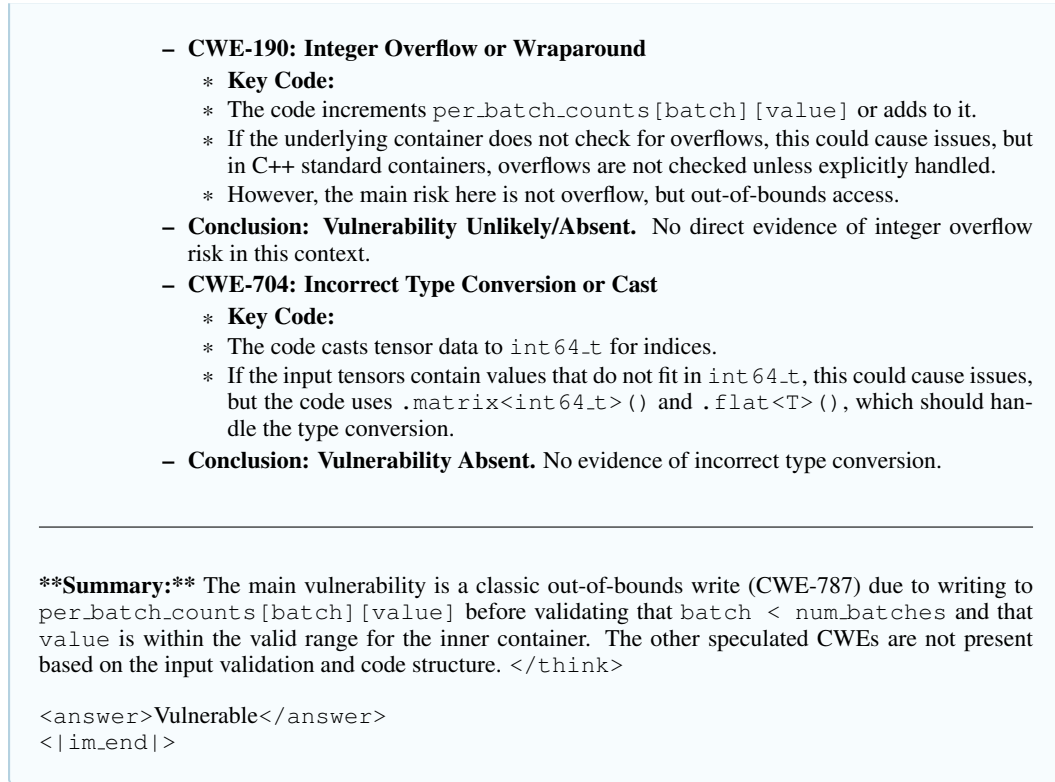 – CWE-190: Integer Overflow or Wraparound
* Key Code:
* The code increments per_batch_counts[batch][value] or adds to it.
* If the underlying container does not check for overflows, this could cause issues, but
in C++ standard containers, overflows are not checked unless explicitly handled.
* However, the main risk here is not overflow, but out-of-bounds access.
– Conclusion: Vulnerability Unlikely/Absent. No direct evidence of integer overflow
risk in this context.
– CWE-704: Incorrect Type Conversion or Cast
* Key Code:
* The code casts tensor data to int64_t for indices.
* If the input tensors contain values that do not fit in int64_t, this could cause issues,
but the code uses .matrix<int64_t>() and .flat<T>(), which should han-
dle the type conversion.
– Conclusion: Vulnerability Absent. No evidence of incorrect type conversion.
**Summary:** The main vulnerability is a classic out-of-bounds write (CWE-787) due to writing to
per_batch_counts[batch][value] before validating that batch < num_batches and that
value is within the valid range for the inner container. The other speculated CWEs are not present
based on the input validation and code structure. </think>
<answer>Vulnerable</answer>
<|im_end|>